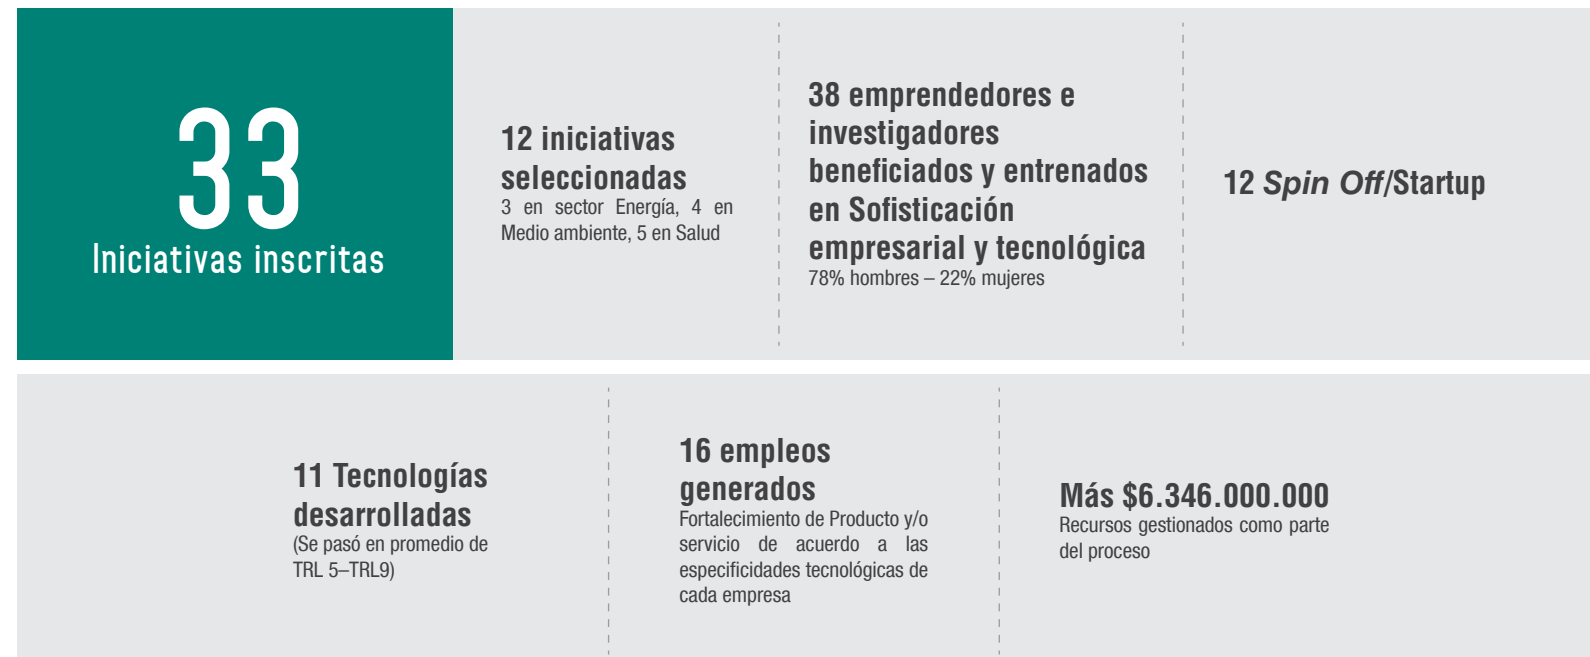 33
Iniciativas inscritas
12 iniciativas
seleccionadas
3 en sector Energía, 4 en
Medio ambiente, 5 en Salud
38 emprendedores e
investigadores
beneficiados y entrenados
en Sofisticación
empresarial y tecnológica
78% hombres – 22% mujeres
12 Spin Off/Startup
11 Tecnologías
desarrolladas
(Se pasó en promedio de
TRL 5–TRL9)
16 empleos
generados
Fortalecimiento de Producto y/o
servicio de acuerdo a las
especificidades tecnológicas de
cada empresa
Más $6.346.000.000
Recursos gestionados como parte
del proceso